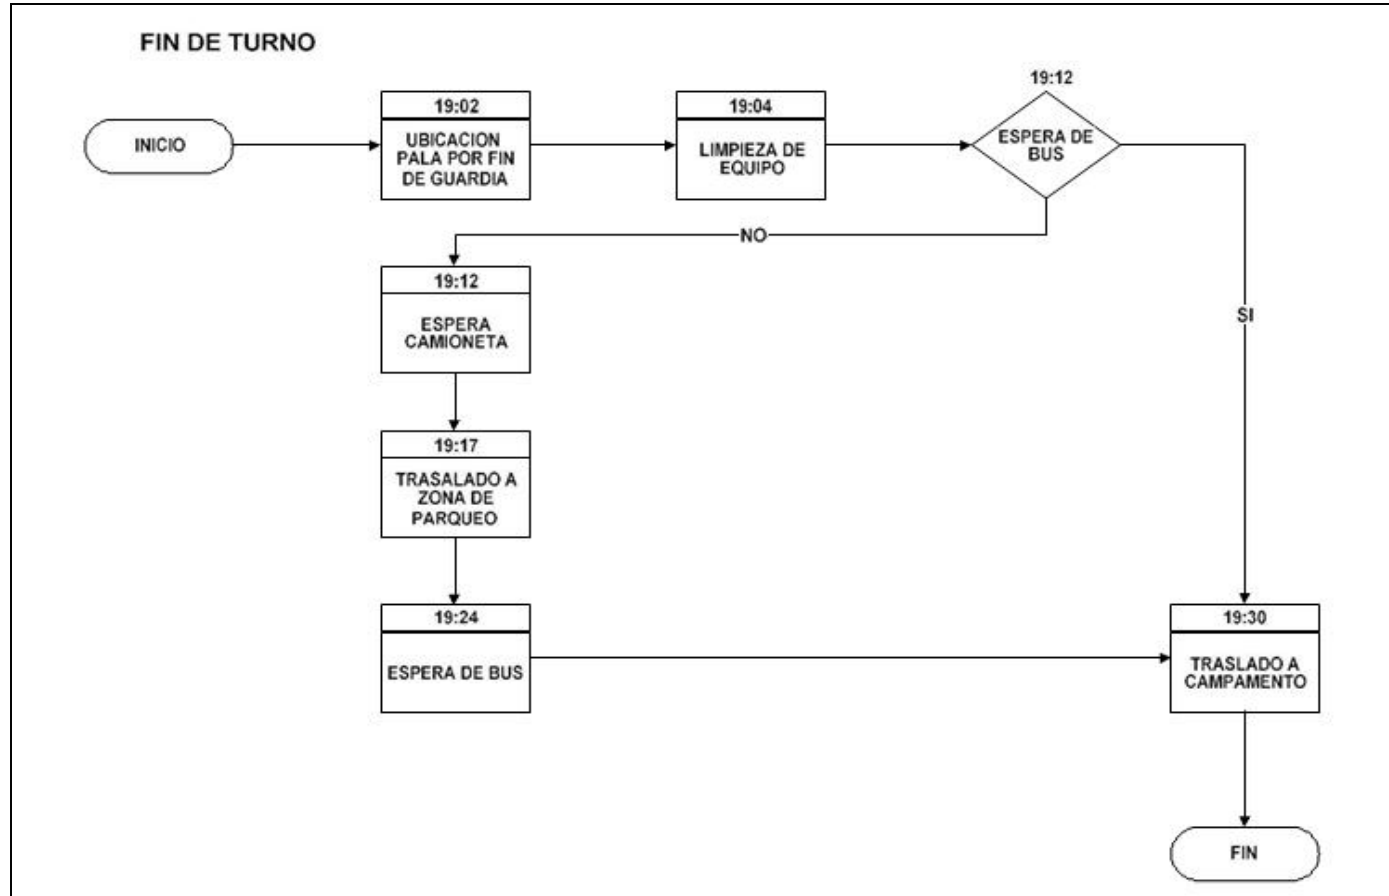 FIN DE TURNO
INICIO
19:02
UBICACION
PALA POR FIN
DE GUARDIA
19:04
LIMPIEZA DE
EQUIPO
19:12
ESPERA DE
BUS
NO
SI
19:12
ESPERA
CAMIONETA
19:17
TRASALADO A
ZONA DE
PARQUEO
19:24
ESPERA DE BUS
19:30
TRASLADO A
CAMPAMENTO
FIN